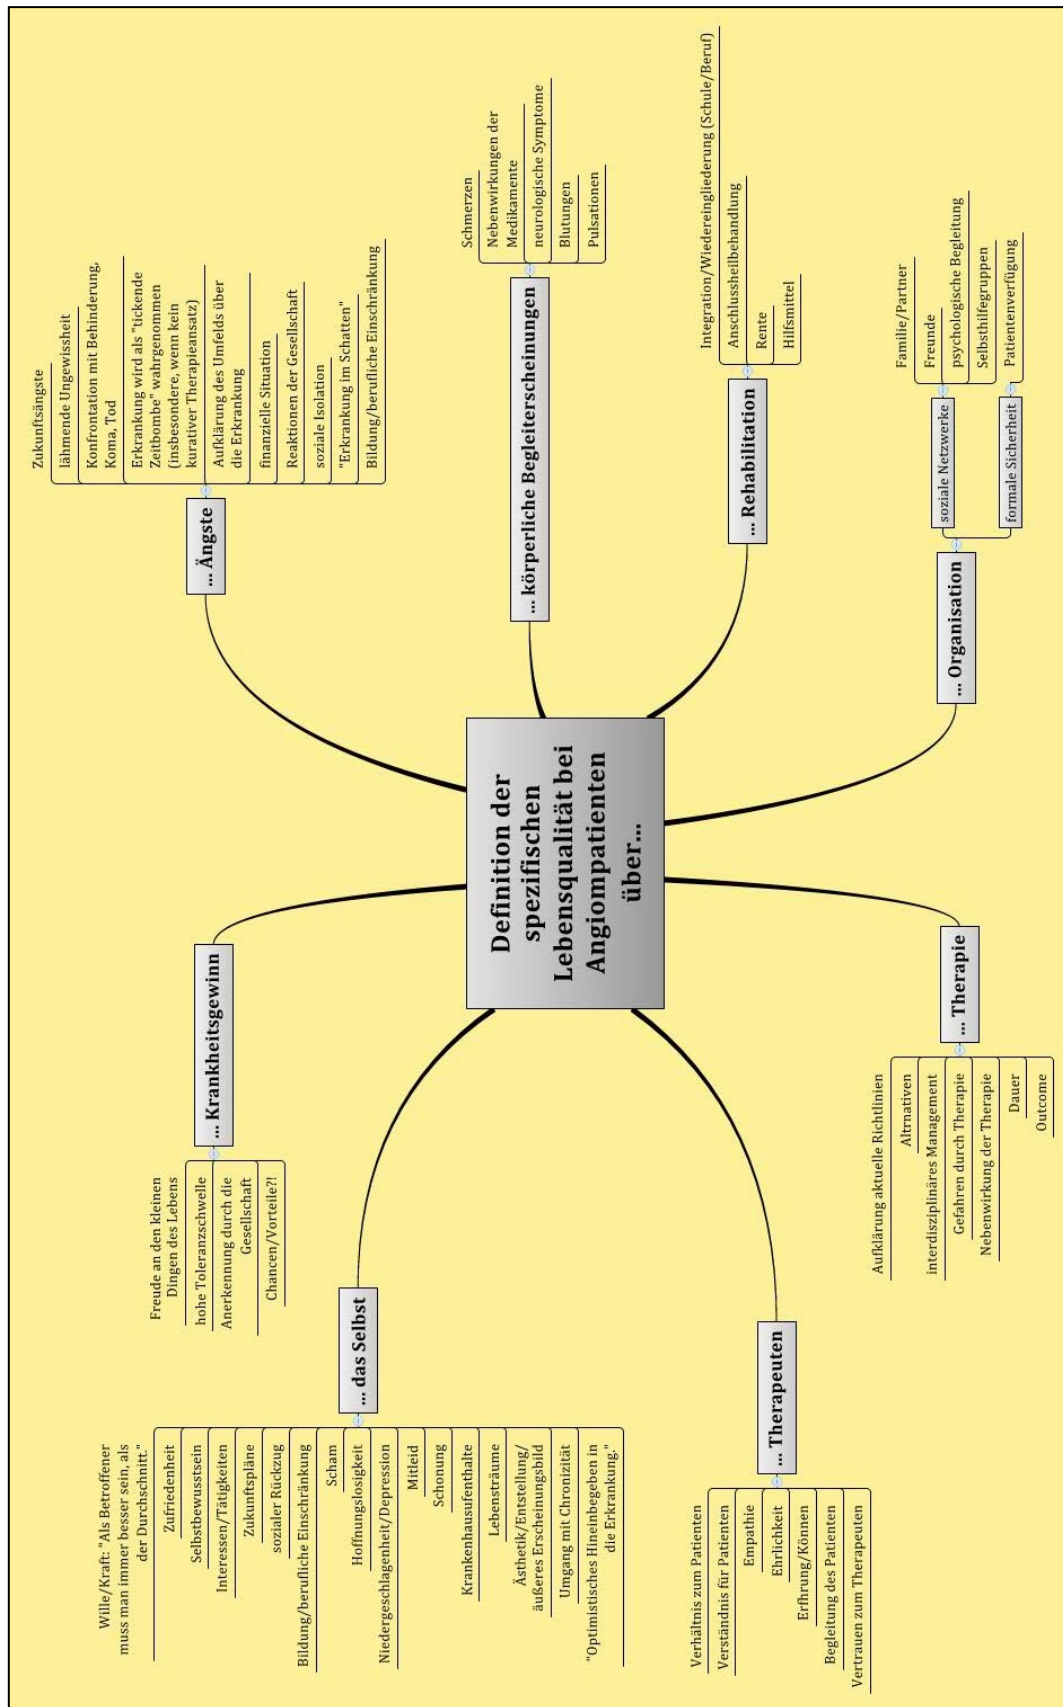 Definition der
spezifischen
Lebensqualität bei
Angiompatienten
über...
... Ängste
Zukunftsängste
lähmende Ungewissheit
Konfrontation mit Behinderung,
Koma, Tod
Erkrankung wird als "tickende
Zeitbombe" wahrgenommen
(insbesondere, wenn kein
kurativer Therapieansatz)
Aufklärung des Umfelds über
die Erkrankung
finanzielle Situation
Reaktionen der Gesellschaft
soziale Isolation
"Erkrankung im Schatten"
Bildung/berufliche Einschränkung
... körperliche Begleiterscheinungen
Schmerzen
Nebenwirkungen der
Medikamente
neurologische Symptome
Blutungen
Pulsationen
... Rehabilitation
Integration/Wiedereingliederung (Schule/Beruf)
Anschlussheilbehandlung
Rente
Hilfsmittel
... Organisation
soziale Netzwerke
Familie/Partner
Freunde
psychologische Begleitung
Selbsthilfegruppen
formale Sicherheit
Patientenverfügung
... Krankheitsgewinn
Freude an den kleinen
Dingen des Lebens
hohe Toleranzschwelle
Anerkennung durch die
Gesellschaft
Chancen/Vorteile?!
... das Selbst
Wille/Kraft: "Als Betroffener
muss man immer besser sein, als
der Durchschnitt."
Zufriedenheit
Selbstbewusstsein
Interessen/Tätigkeiten
Zukunftspläne
sozialer Rückzug
Bildung/berufliche Einschränkung
Scham
Hoffnungslosigkeit
Niedergeschlagenheit/Depression
Mitleid
Schonung
Krankenhausufenthalte
Lebensträume
Ästhetik/Entstellung/
äußeres Erscheinungsbild
Umgang mit Chronizität
"Optimistisches Hineinbegeben in
die Erkrankung."
... Therapeuten
Verhältnis zum Patienten
Verständnis für Patienten
Empathie
Ehrlichkeit
Erfhrung/Können
Begleitung des Patienten
Vertrauen zum Therapeuten
... Therapie
Aufklärung aktuelle Richtlinien
Altrnativen
interdisziplinäres Management
Gefahren durch Therapie
Nebenwirkung der Therapie
Dauer
Outcome